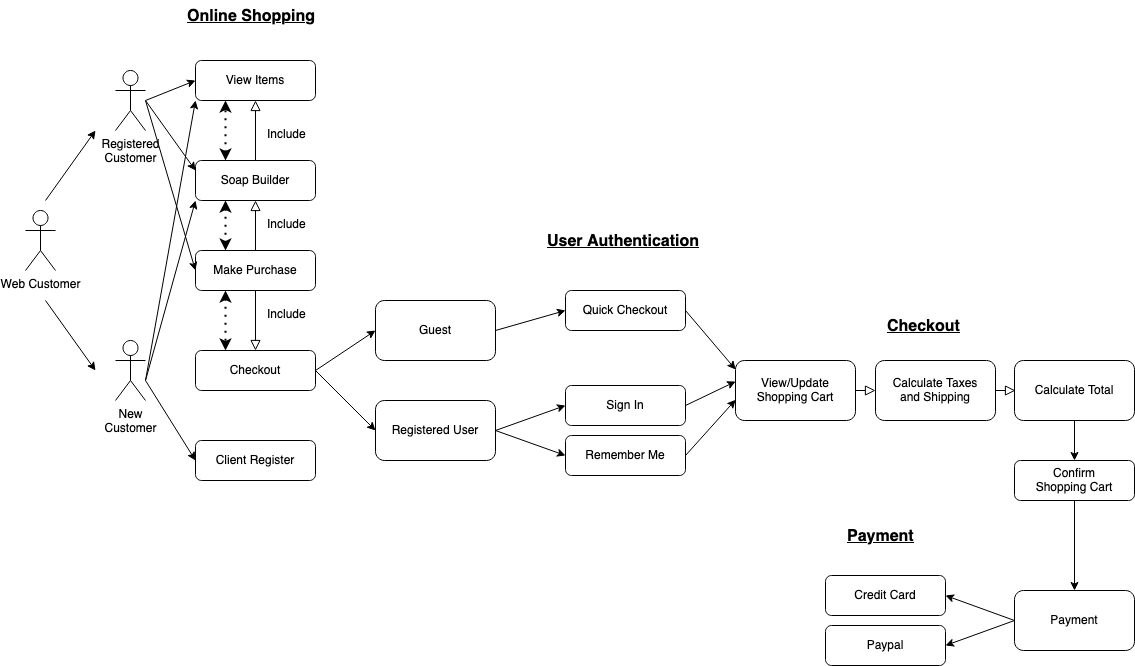 Online Shopping
View Items
Registered
Customer
Include
Soap Builder
Include
Web Customer
Make Purchase
Include
Checkout
New
Customer
Client Register
User Authentication
Guest
Quick Checkout
Registered User
Sign In
Remember Me
Checkout
View/Update
Shopping Cart
Calculate Taxes
and Shipping
Calculate Total
Confirm
Shopping Cart
Payment
Credit Card
Paypal
Payment